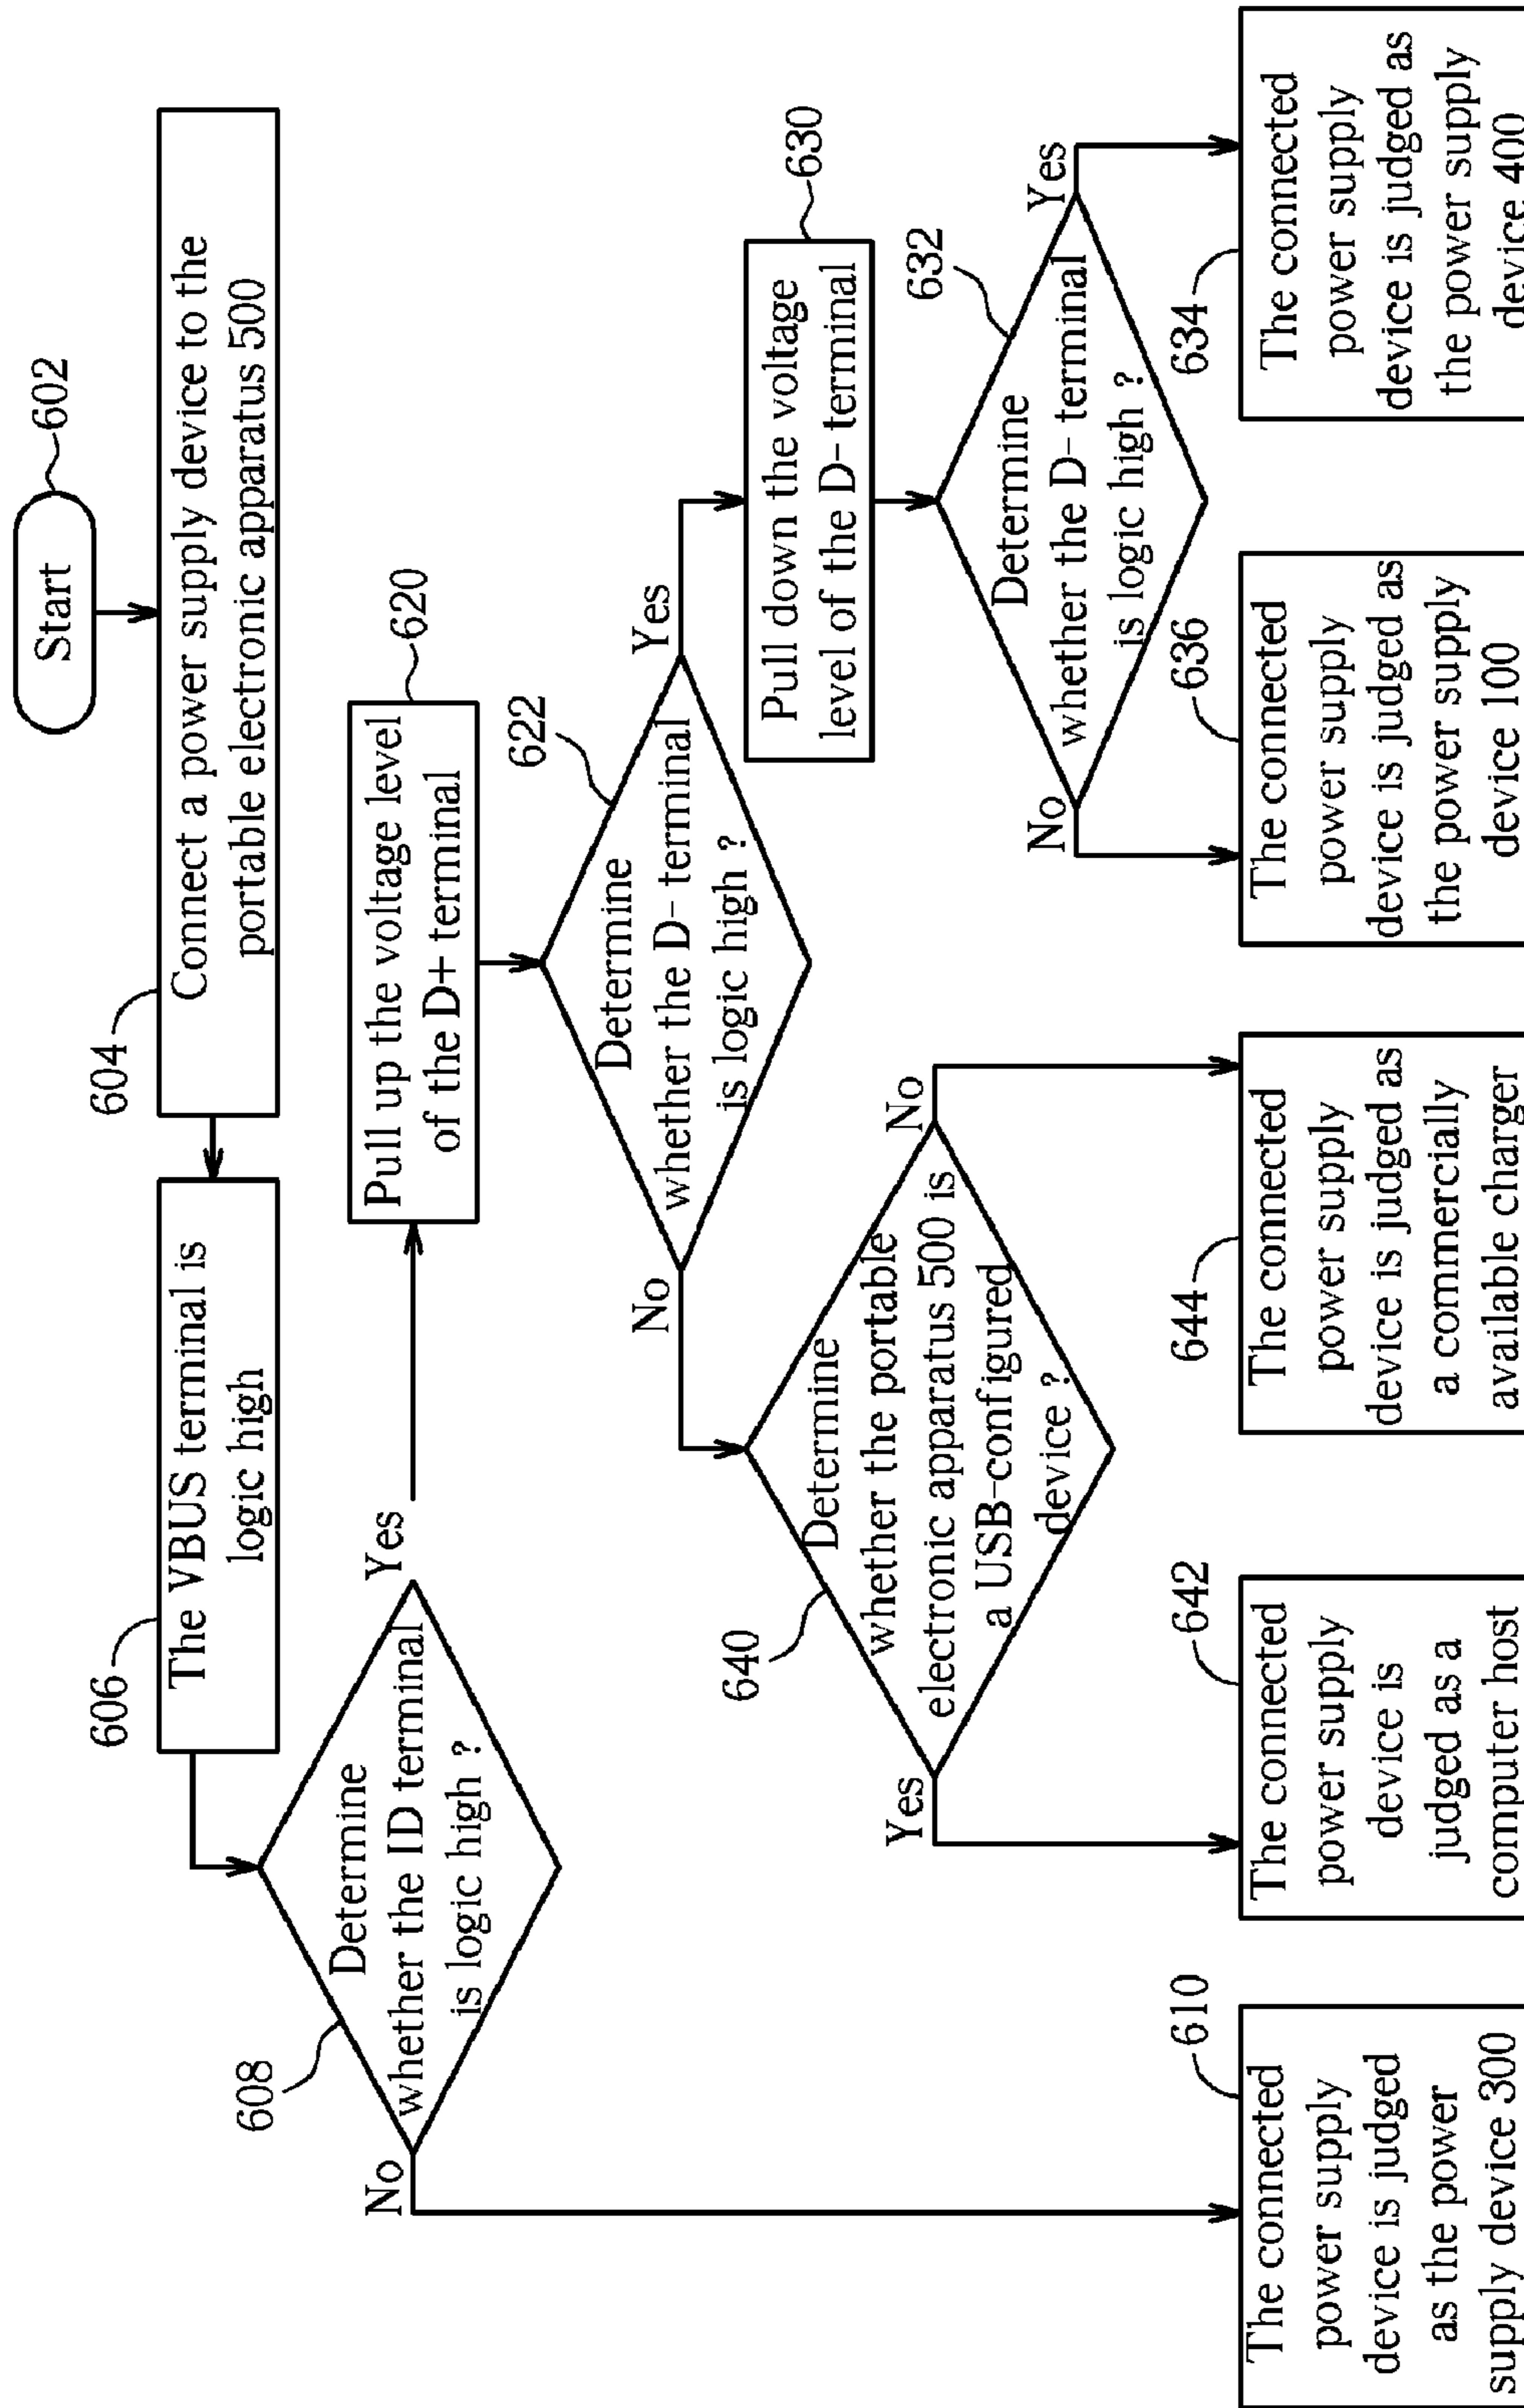 Start
602
604
Connect a power supply device to the
portable electronic apparatus 500
606
The VBUS terminal is
logic high
608
Determine
whether the ID terminal
is logic high ?
No
Yes
620
Pull up the voltage level
of the D+ terminal
622
Determine
whether the D- terminal
is logic high ?
No
Yes
630
Pull down the voltage
level of the D- terminal
632
Determine
whether the D- terminal
is logic high ?
No
Yes
640
Determine
whether the portable
electronic apparatus 500 is
a USB-configured
device ?
Yes
No
610
The connected
power supply
device is judged
as the power
supply device 300
642
The connected
power supply
device is
judged as a
computer host
644
The connected
power supply
device is judged as
a commercially
available charger
636
The connected
power supply
device is judged as
the power supply
device 100
634
The connected
power supply
device is judged as
the power supply
device 400